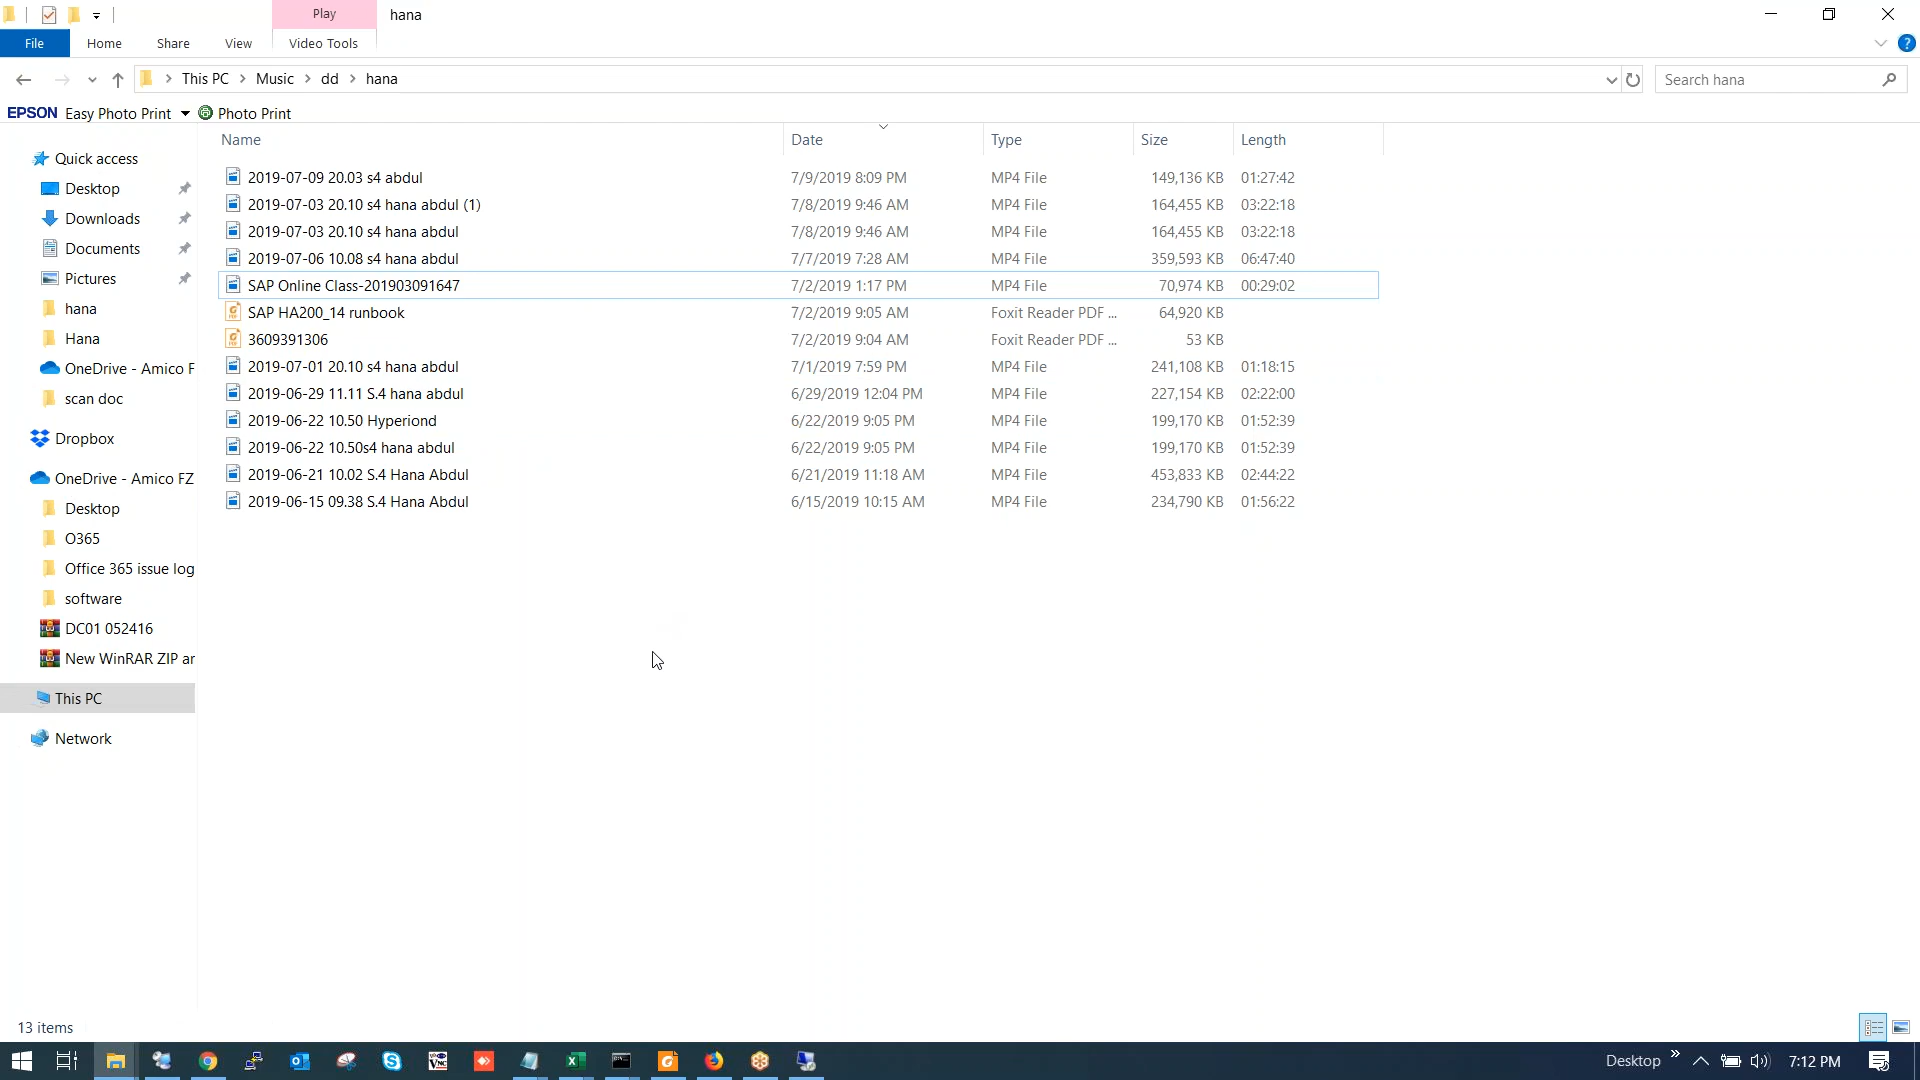 Play hana
File Home Share View Video Tools
This PC Music dd hana Search hana
EPSON Easy Photo Print Photo Print
Name Date Type Size Length
Quick access
Desktop
Downloads
Documents
Pictures
hana
Hana
OneDrive - Amico F
scan doc
Dropbox
OneDrive - Amico FZ
Desktop
O365
Office 365 issue log
software
DC01 052416
New WinRAR ZIP ar
This PC
Network
2019-07-09 20.03 s4 abdul 7/9/2019 8:09 PM MP4 File 149,136 KB 01:27:42
2019-07-03 20.10 s4 hana abdul (1) 7/8/2019 9:46 AM MP4 File 164,455 KB 03:22:18
2019-07-03 20.10 s4 hana abdul 7/8/2019 9:46 AM MP4 File 164,455 KB 03:22:18
2019-07-06 10.08 s4 hana abdul 7/7/2019 7:28 AM MP4 File 359,593 KB 06:47:40
SAP Online Class-201903091647 7/2/2019 1:17 PM MP4 File 70,974 KB 00:29:02
SAP HA200_14 runbook 7/2/2019 9:05 AM Foxit Reader PDF ... 64,920 KB
3609391306 7/2/2019 9:04 AM Foxit Reader PDF ... 53 KB
2019-07-01 20.10 s4 hana abdul 7/1/2019 7:59 PM MP4 File 241,108 KB 01:18:15
2019-06-29 11.11 S.4 hana abdul 6/29/2019 12:04 PM MP4 File 227,154 KB 02:22:00
2019-06-22 10.50 Hyperiond 6/22/2019 9:05 PM MP4 File 199,170 KB 01:52:39
2019-06-22 10.50s4 hana abdul 6/22/2019 9:05 PM MP4 File 199,170 KB 01:52:39
2019-06-21 10.02 S.4 Hana Abdul 6/21/2019 11:18 AM MP4 File 453,833 KB 02:44:22
2019-06-15 09.38 S.4 Hana Abdul 6/15/2019 10:15 AM MP4 File 234,790 KB 01:56:22
13 items
Desktop 7:12 PM